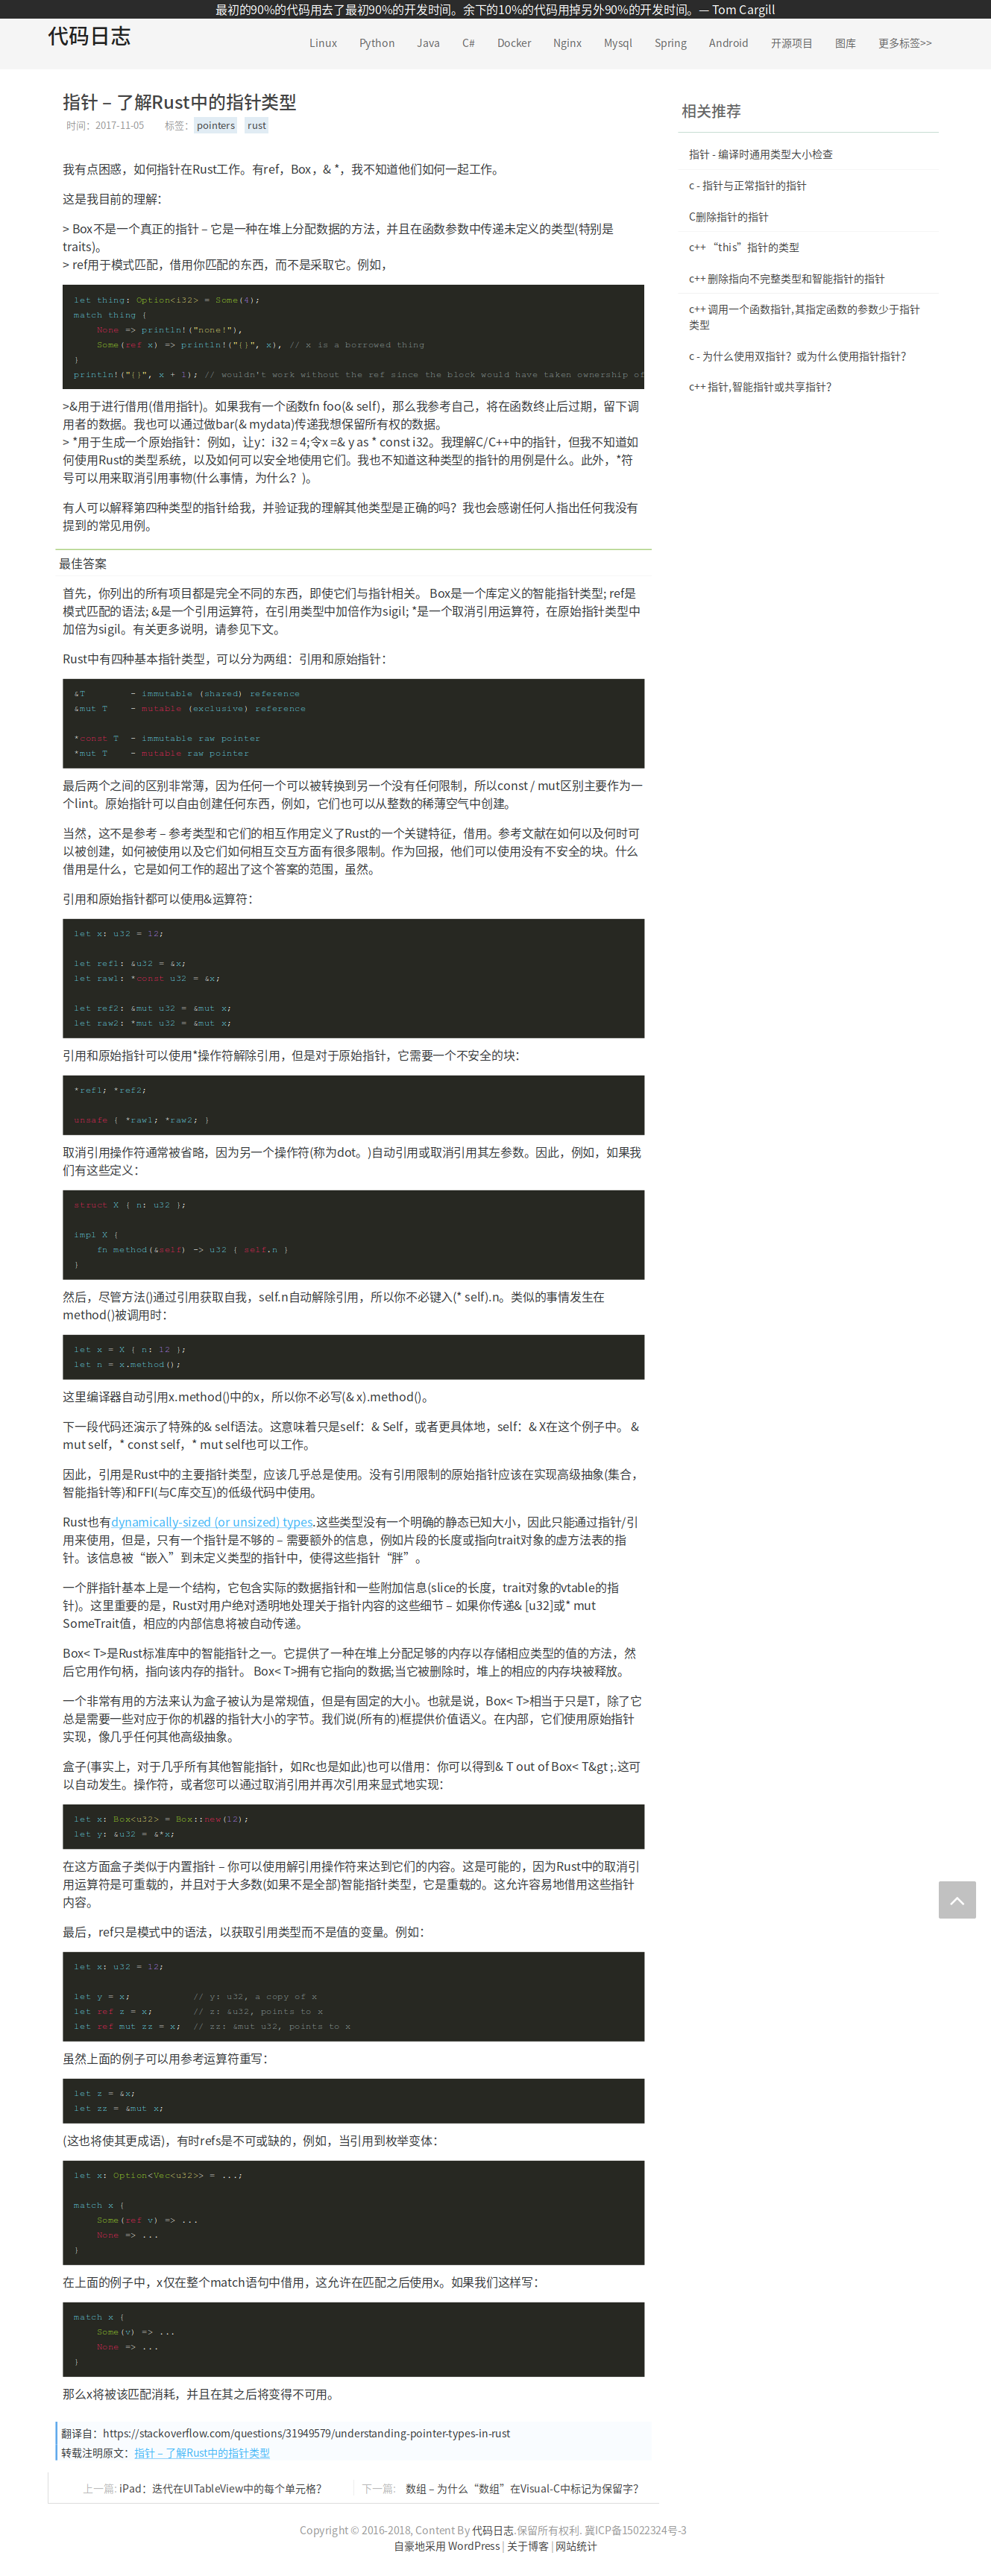 最初的90%的代码用去了最初90%的开发时间。余下的10%的代码用掉另外90%的开发时间。— Tom Cargill
代码日志
Linux Python Java C# Docker Nginx Mysql Spring Android 开源项目 图库 更多标签>>
指针 – 了解Rust中的指针类型
时间：2017-11-05 标签： pointers rust
我有点困惑，如何指针在Rust工作。有ref，Box，& *，我不知道他们如何一起工作。
这是我目前的理解：
> Box不是一个真正的指针 – 它是一种在堆上分配数据的方法，并且在函数参数中传递未定义的类型(特别是
traits)。
> ref用于模式匹配，借用你匹配的东西，而不是采取它。例如，
let thing: Option<i32> = Some(4);
match thing {
    None => println!("none!"),
    Some(ref x) => println!("{}", x), // x is a borrowed thing
}
println!("{}", x + 1); // wouldn't work without the ref since the block would have taken ownership of
>&用于进行借用(借用指针)。如果我有一个函数fn foo(& self)，那么我参考自己，将在函数终止后过期，留下调
用者的数据。我也可以通过做bar(& mydata)传递我想保留所有权的数据。
> *用于生成一个原始指针：例如，让y：i32 = 4;令x =& y as * const i32。我理解C/C++中的指针，但我不知道如
何使用Rust的类型系统，以及如何可以安全地使用它们。我也不知道这种类型的指针的用例是什么。此外，*符
号可以用来取消引用事物(什么事情，为什么？)。
有人可以解释第四种类型的指针给我，并验证我的理解其他类型是正确的吗？我也会感谢任何人指出任何我没有
提到的常见用例。
最佳答案
首先，你列出的所有项目都是完全不同的东西，即使它们与指针相关。 Box是一个库定义的智能指针类型; ref是
模式匹配的语法; &是一个引用运算符，在引用类型中加倍作为sigil; *是一个取消引用运算符，在原始指针类型中
加倍为sigil。有关更多说明，请参见下文。
Rust中有四种基本指针类型，可以分为两组：引用和原始指针：
&T        - immutable (shared) reference
&mut T    - mutable (exclusive) reference
*const T  - immutable raw pointer
*mut T    - mutable raw pointer
最后两个之间的区别非常薄，因为任何一个可以被转换到另一个没有任何限制，所以const / mut区别主要作为一
个lint。原始指针可以自由创建任何东西，例如，它们也可以从整数的稀薄空气中创建。
当然，这不是参考 – 参考类型和它们的相互作用定义了Rust的一个关键特征，借用。参考文献在如何以及何时可
以被创建，如何被使用以及它们如何相互交互方面有很多限制。作为回报，他们可以使用没有不安全的块。什么
借用是什么，它是如何工作的超出了这个答案的范围，虽然。
引用和原始指针都可以使用&运算符：
let x: u32 = 12;
let ref1: &u32 = &x;
let raw1: *const u32 = &x;
let ref2: &mut u32 = &mut x;
let raw2: *mut u32 = &mut x;
引用和原始指针可以使用*操作符解除引用，但是对于原始指针，它需要一个不安全的块：
*ref1; *ref2;
unsafe { *raw1; *raw2; }
取消引用操作符通常被省略，因为另一个操作符(称为dot。)自动引用或取消引用其左参数。因此，例如，如果我
们有这些定义：
struct X { n: u32 };
impl X {
    fn method(&self) -> u32 { self.n }
}
然后，尽管方法()通过引用获取自我，self.n自动解除引用，所以你不必键入(* self).n。类似的事情发生在
method()被调用时：
let x = X { n: 12 };
let n = x.method();
这里编译器自动引用x.method()中的x，所以你不必写(& x).method()。
下一段代码还演示了特殊的& self语法。这意味着只是self：& Self，或者更具体地，self：& X在这个例子中。 &
mut self，* const self，* mut self也可以工作。
因此，引用是Rust中的主要指针类型，应该几乎总是使用。没有引用限制的原始指针应该在实现高级抽象(集合，
智能指针等)和FFI(与C库交互)的低级代码中使用。
Rust也有dynamically-sized (or unsized) types.这些类型没有一个明确的静态已知大小，因此只能通过指针/引
用来使用，但是，只有一个指针是不够的 – 需要额外的信息，例如片段的长度或指向trait对象的虚方法表的指
针。该信息被“嵌入”到未定义类型的指针中，使得这些指针“胖”。
一个胖指针基本上是一个结构，它包含实际的数据指针和一些附加信息(slice的长度，trait对象的vtable的指
针)。这里重要的是，Rust对用户绝对透明地处理关于指针内容的这些细节 – 如果你传递& [u32]或* mut
SomeTrait值，相应的内部信息将被自动传递。
Box< T>是Rust标准库中的智能指针之一。它提供了一种在堆上分配足够的内存以存储相应类型的值的方法，然
后它用作句柄，指向该内存的指针。 Box< T>拥有它指向的数据;当它被删除时，堆上的相应的内存块被释放。
一个非常有用的方法来认为盒子被认为是常规值，但是有固定的大小。也就是说，Box< T>相当于只是T，除了它
总是需要一些对应于你的机器的指针大小的字节。我们说(所有的)框提供价值语义。在内部，它们使用原始指针
实现，像几乎任何其他高级抽象。
盒子(事实上，对于几乎所有其他智能指针，如Rc也是如此)也可以借用：你可以得到& T out of Box< T&gt ;.这可
以自动发生。操作符，或者您可以通过取消引用并再次引用来显式地实现：
let x: Box<u32> = Box::new(12);
let y: &u32 = &*x;
在这方面盒子类似于内置指针 – 你可以使用解引用操作符来达到它们的内容。这是可能的，因为Rust中的取消引
用运算符是可重载的，并且对于大多数(如果不是全部)智能指针类型，它是重载的。这允许容易地借用这些指针
内容。
最后，ref只是模式中的语法，以获取引用类型而不是值的变量。例如：
let x: u32 = 12;
let y = x;           // y: u32, a copy of x
let ref z = x;       // z: &u32, points to x
let ref mut zz = x;  // zz: &mut u32, points to x
虽然上面的例子可以用参考运算符重写：
let z = &x;
let zz = &mut x;
(这也将使其更成语)，有时refs是不可或缺的，例如，当引用到枚举变体：
let x: Option<Vec<u32>> = ...;
match x {
    Some(ref v) => ...
    None => ...
}
在上面的例子中，x仅在整个match语句中借用，这允许在匹配之后使用x。如果我们这样写：
match x {
    Some(v) => ...
    None => ...
}
那么x将被该匹配消耗，并且在其之后将变得不可用。
翻译自：https://stackoverflow.com/questions/31949579/understanding-pointer-types-in-rust
转载注明原文：指针 – 了解Rust中的指针类型
上一篇: iPad：迭代在UITableView中的每个单元格？
下一篇: 数组 – 为什么“数组”在Visual-C中标记为保留字？
相关推荐
指针 - 编译时通用类型大小检查
c - 指针与正常指针的指针
C删除指针的指针
c++ “this”指针的类型
c++ 删除指向不完整类型和智能指针的指针
c++ 调用一个函数指针,其指定函数的参数少于指针
类型
c - 为什么使用双指针？或为什么使用指针指针？
c++ 指针,智能指针或共享指针？
Copyright © 2016-2018, Content By 代码日志.保留所有权利. 冀ICP备15022324号-3
自豪地采用 WordPress | 关于博客 | 网站统计